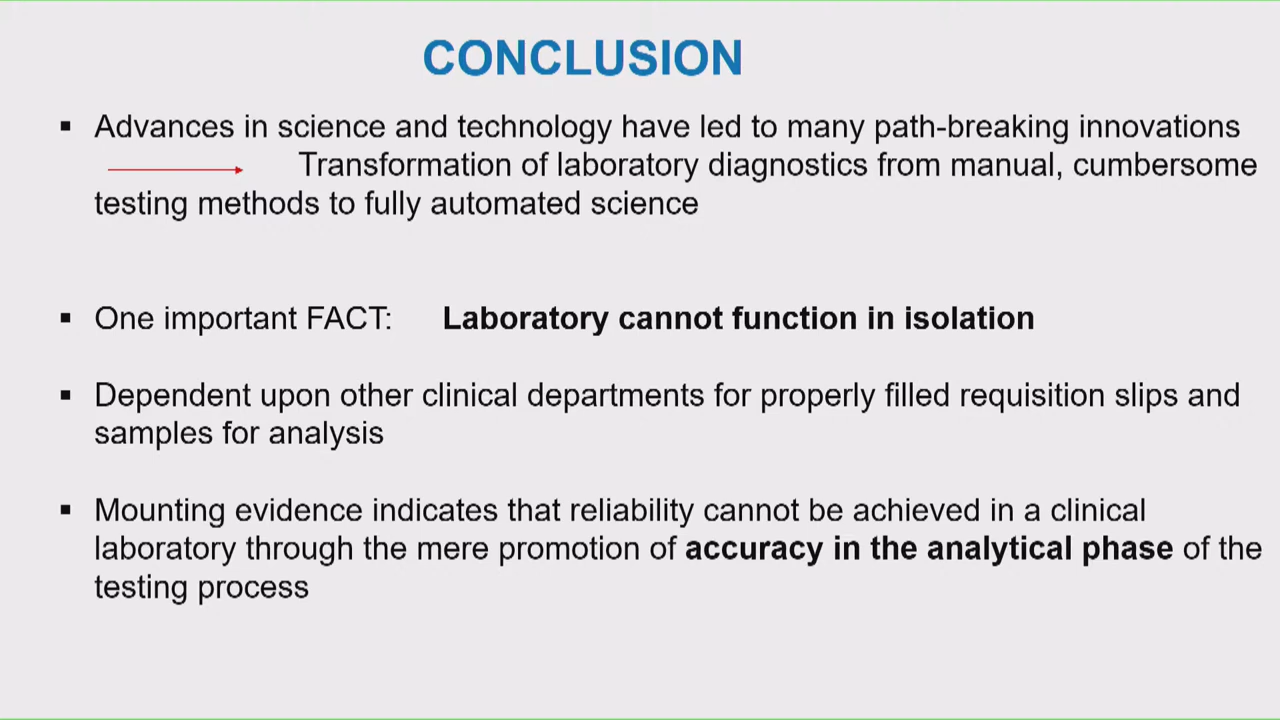 CONCLUSION
▪ Advances in science and technology have led to many path-breaking innovations
Transformation of laboratory diagnostics from manual, cumbersome
testing methods to fully automated science
▪ One important FACT: Laboratory cannot function in isolation
▪ Dependent upon other clinical departments for properly filled requisition slips and
samples for analysis
▪ Mounting evidence indicates that reliability cannot be achieved in a clinical
laboratory through the mere promotion of accuracy in the analytical phase of the
testing process